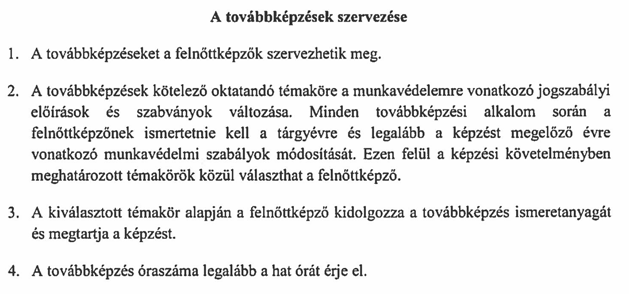 A továbbképzések szervezése
1. A továbbképzéseket a felnőttképzők szervezhetik meg.
2. A továbbképzések kötelező oktatandó témaköre a munkavédelemre vonatkozó jogszabályi
előírások és szabványok változása. Minden továbbképzési alkalom során a
felnőttképzőnek ismertetnie kell a tárgyévre és legalább a képzést megelőző évre
vonatkozó munkavédelmi szabályok módosítását. Ezen felül a képzési követelményben
meghatározott témakörök közül választhat a felnőttképző.
3. A kiválasztott témakör alapján a felnőttképző kidolgozza a továbbképzés ismeretanyagát
és megtartja a képzést.
4. A továbbképzés óraszáma legalább a hat órát érje el.